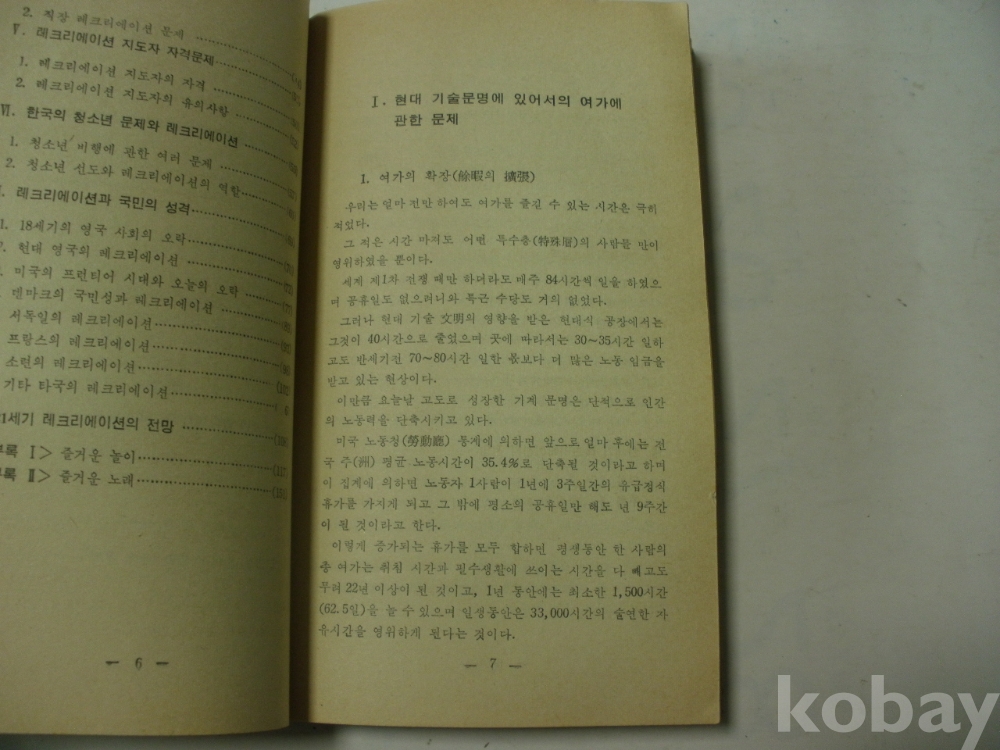 2. 직장 레크리에이션 문제
Ⅴ. 레크리에이션 지도자 자격문제
1. 레크리에이션 지도자의 자격
2. 레크리에이션 지도자의 유의사항
Ⅵ. 한국의 청소년 문제와 레크리에이션
1. 청소년 비행에 관한 여러 문제
2. 청소년 선도와 레크리에이션의 역할
. 레크리에이션과 국민의 성격
1. 18세기의 영국 사회의 오락
2. 현대 영국의 레크리에이션
. 미국의 프런티어 시대와 오늘의 오락
. 덴마크의 국민성과 레크리에이션
서독일의 레크리에이션
프랑스의 레크리에이션
소련의 레크리에이션
기타 타국의 레크리에이션
21세기 레크리에이션의 전망
부록 Ⅰ> 즐거운 놀이
부록 Ⅱ> 즐거운 노래
— 6 —
Ⅰ. 현대 기술문명에 있어서의 여가에
관한 문제
1. 여가의 확장(餘暇의 擴張)
우리는 얼마 전만 하여도 여가를 즐길 수 있는 시간은 극히
적었다.
그 적은 시간 마저도 어떤 특수층(特殊層)의 사람들 만이
영위하였을 뿐이다.
세계 제1차 전쟁 때만 하더라도 매주 84시간씩 일을 하였으
며 공휴일도 없으려니와 특근 수당도 거의 없었다.
그러나 현대 기술 文明의 영향을 받은 현대식 공장에서는
그것이 40시간으로 줄었으며 곳에 따라서는 30~35시간 일하
고도 반세기전 70~80시간 일한 몫보다 더 많은 노동 임금을
받고 있는 현상이다.
이만큼 오늘날 고도로 성장한 기계 문명은 단적으로 인간
의 노동력을 단축시키고 있다.
미국 노동청(勞動廳) 통계에 의하면 앞으로 얼마 후에는 전
국 주(洲) 평균 노동시간이 35.4%로 단축될 것이라고 하며
이 집계에 의하면 노동자 1사람이 1년에 3주일간의 유급정식
휴가를 가지게 되고 그 밖에 평소의 공휴일만 해도 년 9주간
이 될 것이라고 한다.
이렇게 증가되는 휴가를 모두 합하면 평생동안 한 사람의
총 여가는 취침 시간과 필수생활에 쓰이는 시간을 다 빼고도
무려 22년 이상이 된 것이고, 1년 동안에는 최소한 1,500시간
(62.5일)을 놀 수 있으며 일생동안은 33,000시간의 순연한 자
유시간을 영위하게 된다는 것이다.
— 7 —
kobay